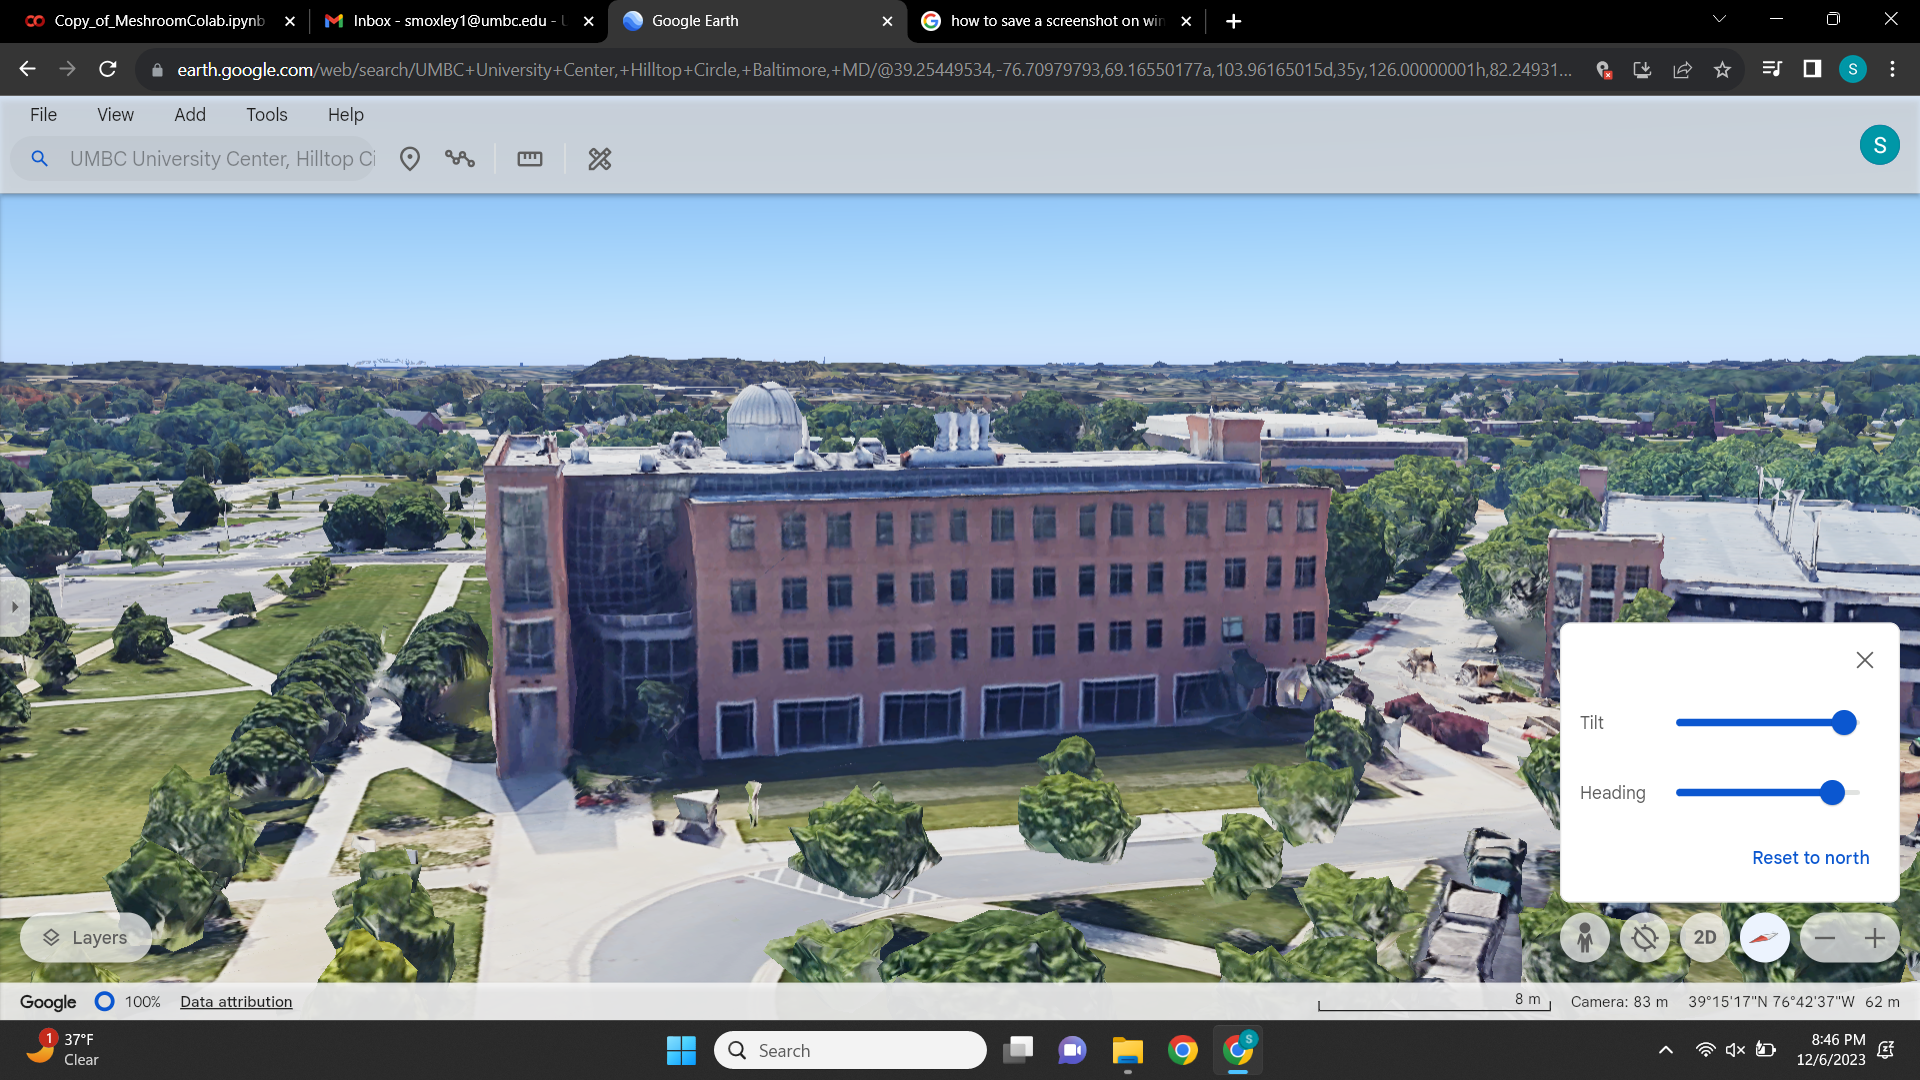 Copy_of_MeshroomColab.ipynb
Inbox - smoxley1@umbc.edu - U
Google Earth
how to save a screenshot on win
earth.google.com/web/search/UMBC+University+Center,+Hilltop+Circle,+Baltimore,+MD/@39.25449534,-76.70979793,69.16550177a,103.96165015d,35y,126.00000001h,82.24931...
S
File View Add Tools Help
UMBC University Center, Hilltop Ci
S
Tilt
Heading
Reset to north
Layers
2D
Google 100% Data attribution
8 m
Camera: 83 m 39°15'17"N 76°42'37"W 62 m
1
37°F
Clear
Search
S
8:46 PM
12/6/2023